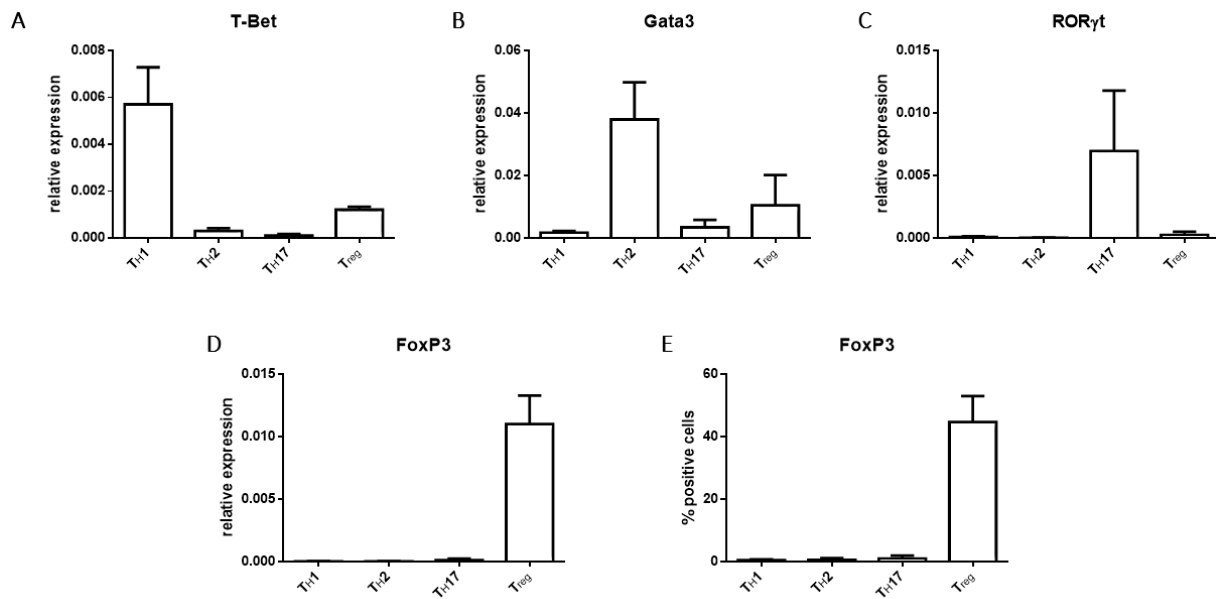 A
T-Bet
relative expression
0.008
0.006
0.004
0.002
0.000
TH1
TH2
TH17
Treg
B
Gata3
relative expression
0.06
0.04
0.02
0.00
TH1
TH2
TH17
Treg
C
RORγt
relative expression
0.015
0.010
0.005
0.000
TH1
TH2
TH17
Treg
D
FoxP3
relative expression
0.015
0.010
0.005
0.000
TH1
TH2
TH17
Treg
E
FoxP3
% positive cells
60
40
20
0
TH1
TH2
TH17
Treg